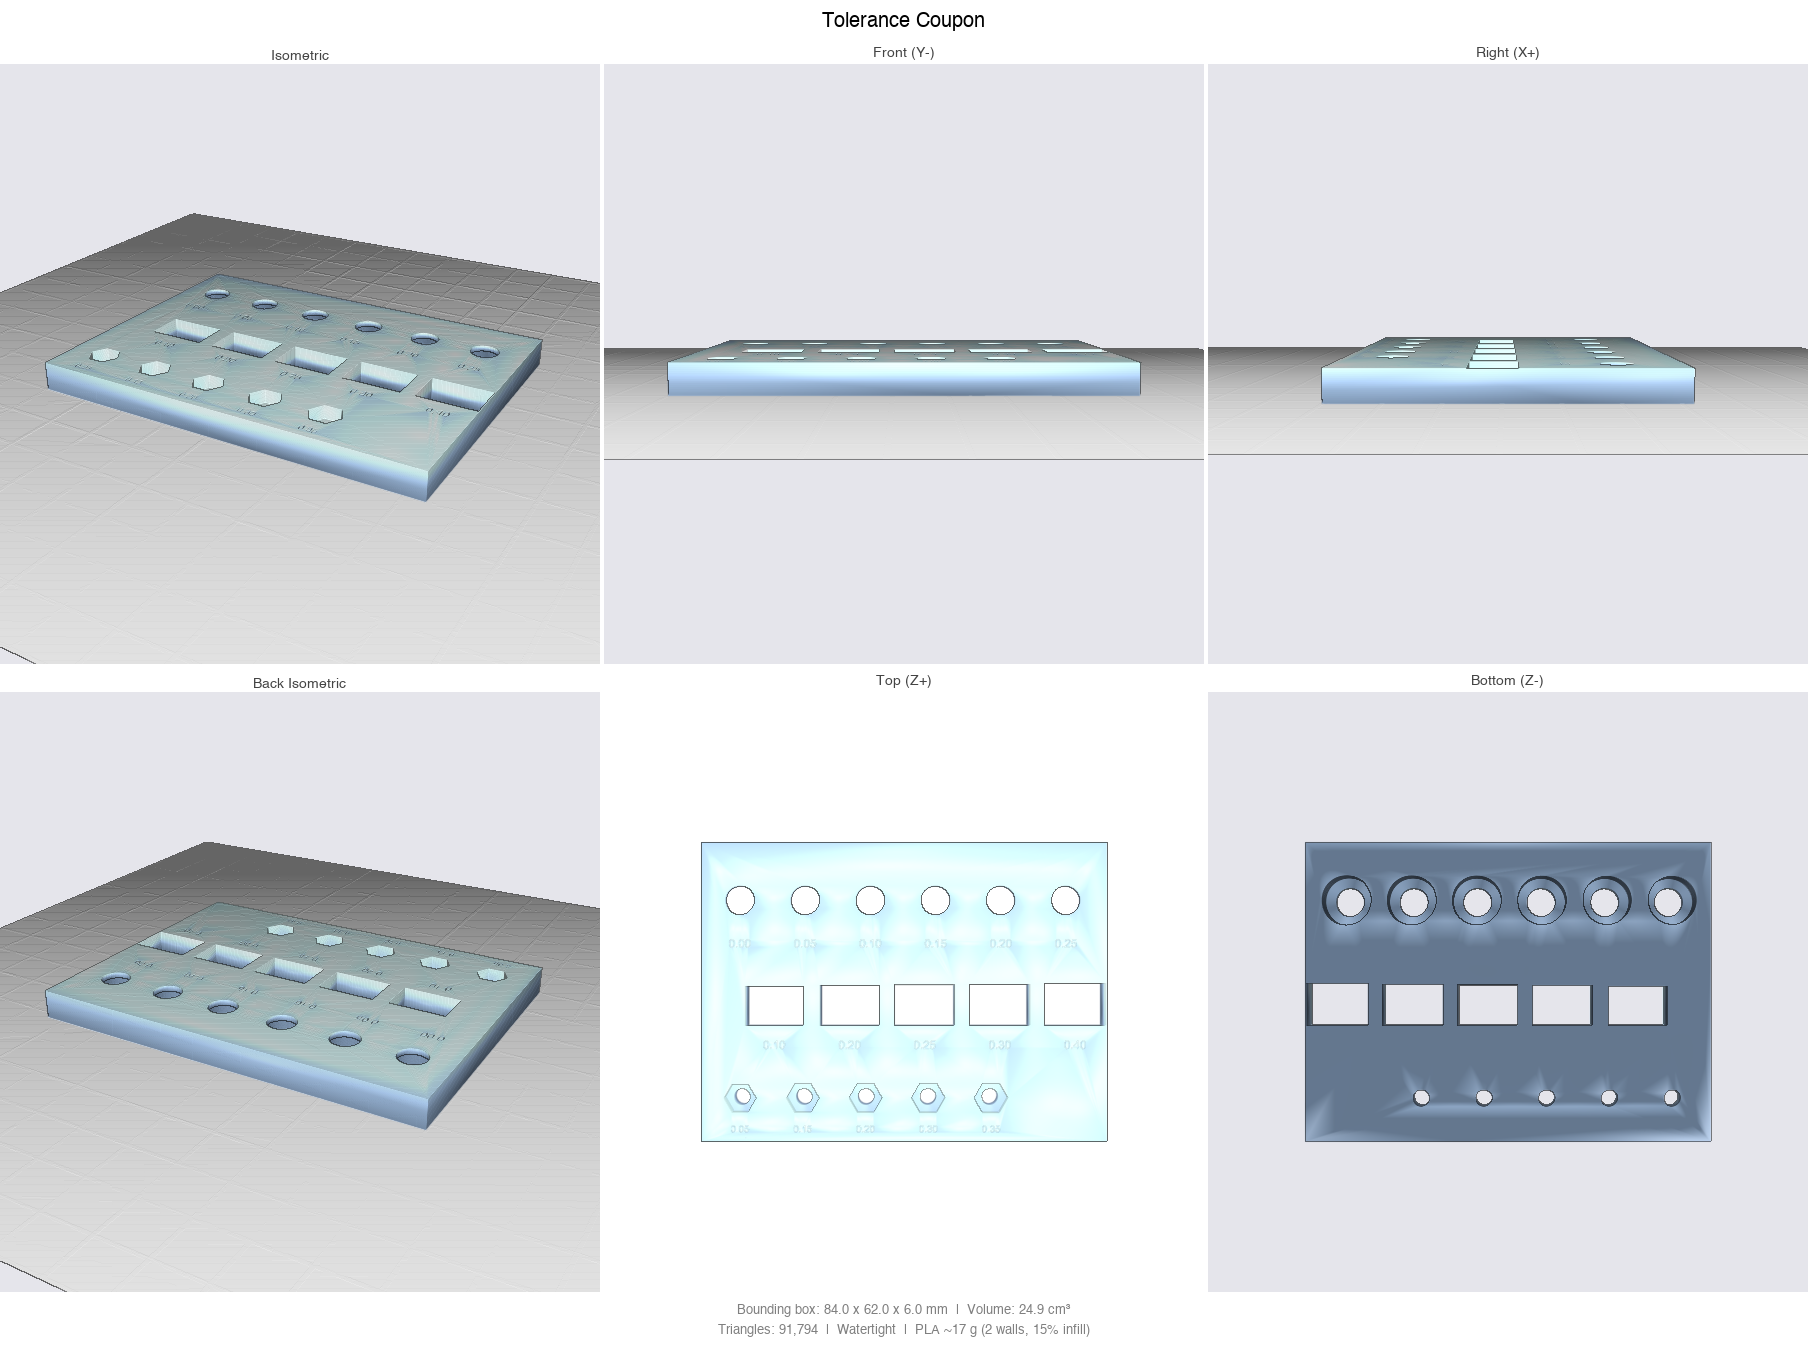 Tolerance Coupon
Isometric
Front (Y-)
Right (X+)
Back Isometric
Top (Z+)
Bottom (Z-)
0.00 0.05 0.10 0.15 0.20 0.25
0.10 0.20 0.25 0.30 0.40
0.05 0.15 0.20 0.30 0.35
Bounding box: 84.0 x 62.0 x 6.0 mm | Volume: 24.9 cm³
Triangles: 91,794 | Watertight | PLA ~17 g (2 walls, 15% infill)